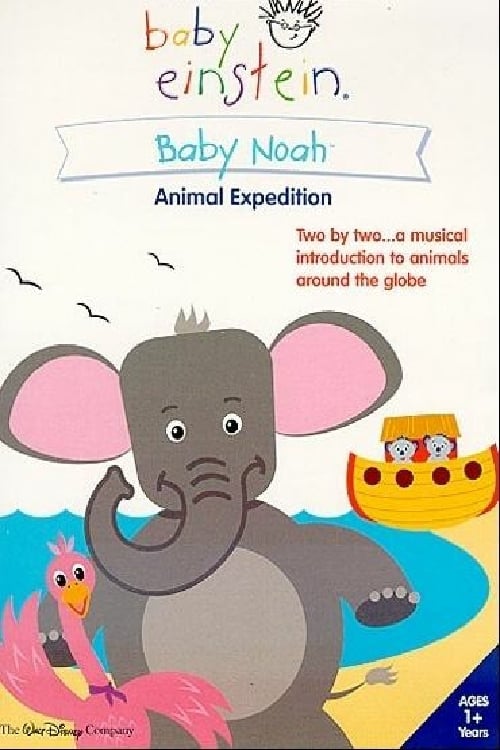 baby
einstein®
Baby Noah™
Animal Expedition
Two by two...a musical
introduction to animals
around the globe
AGES
1+
Years
The Walt Disney Company